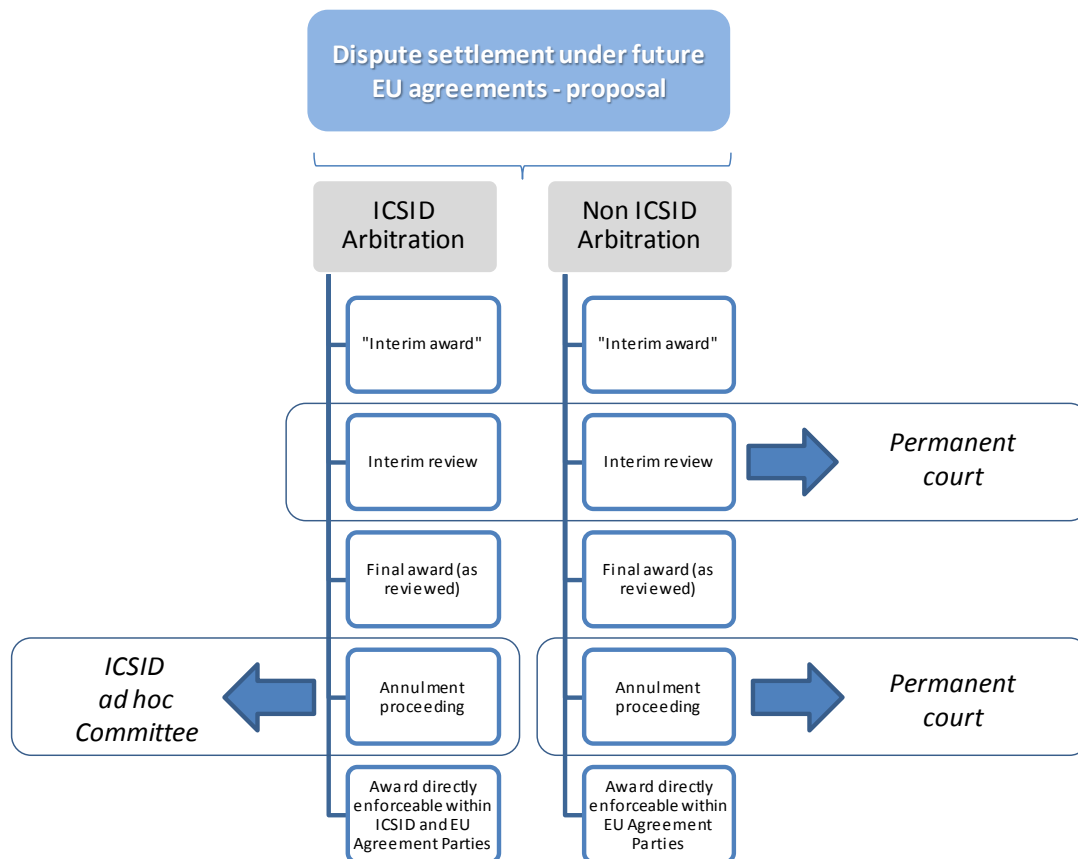 Dispute settlement under future
EU agreements - proposal
ICSID
Arbitration
Non ICSID
Arbitration
"Interim award"
"Interim award"
Interim review
Interim review
Permanent
court
Final award (as
reviewed)
Final award (as
reviewed)
ICSID
ad hoc
Committee
Annulment
proceeding
Annulment
proceeding
Permanent
court
Award directly
enforceable within
ICSID and EU
Agreement Parties
Award directly
enforceable within
EU Agreement
Parties